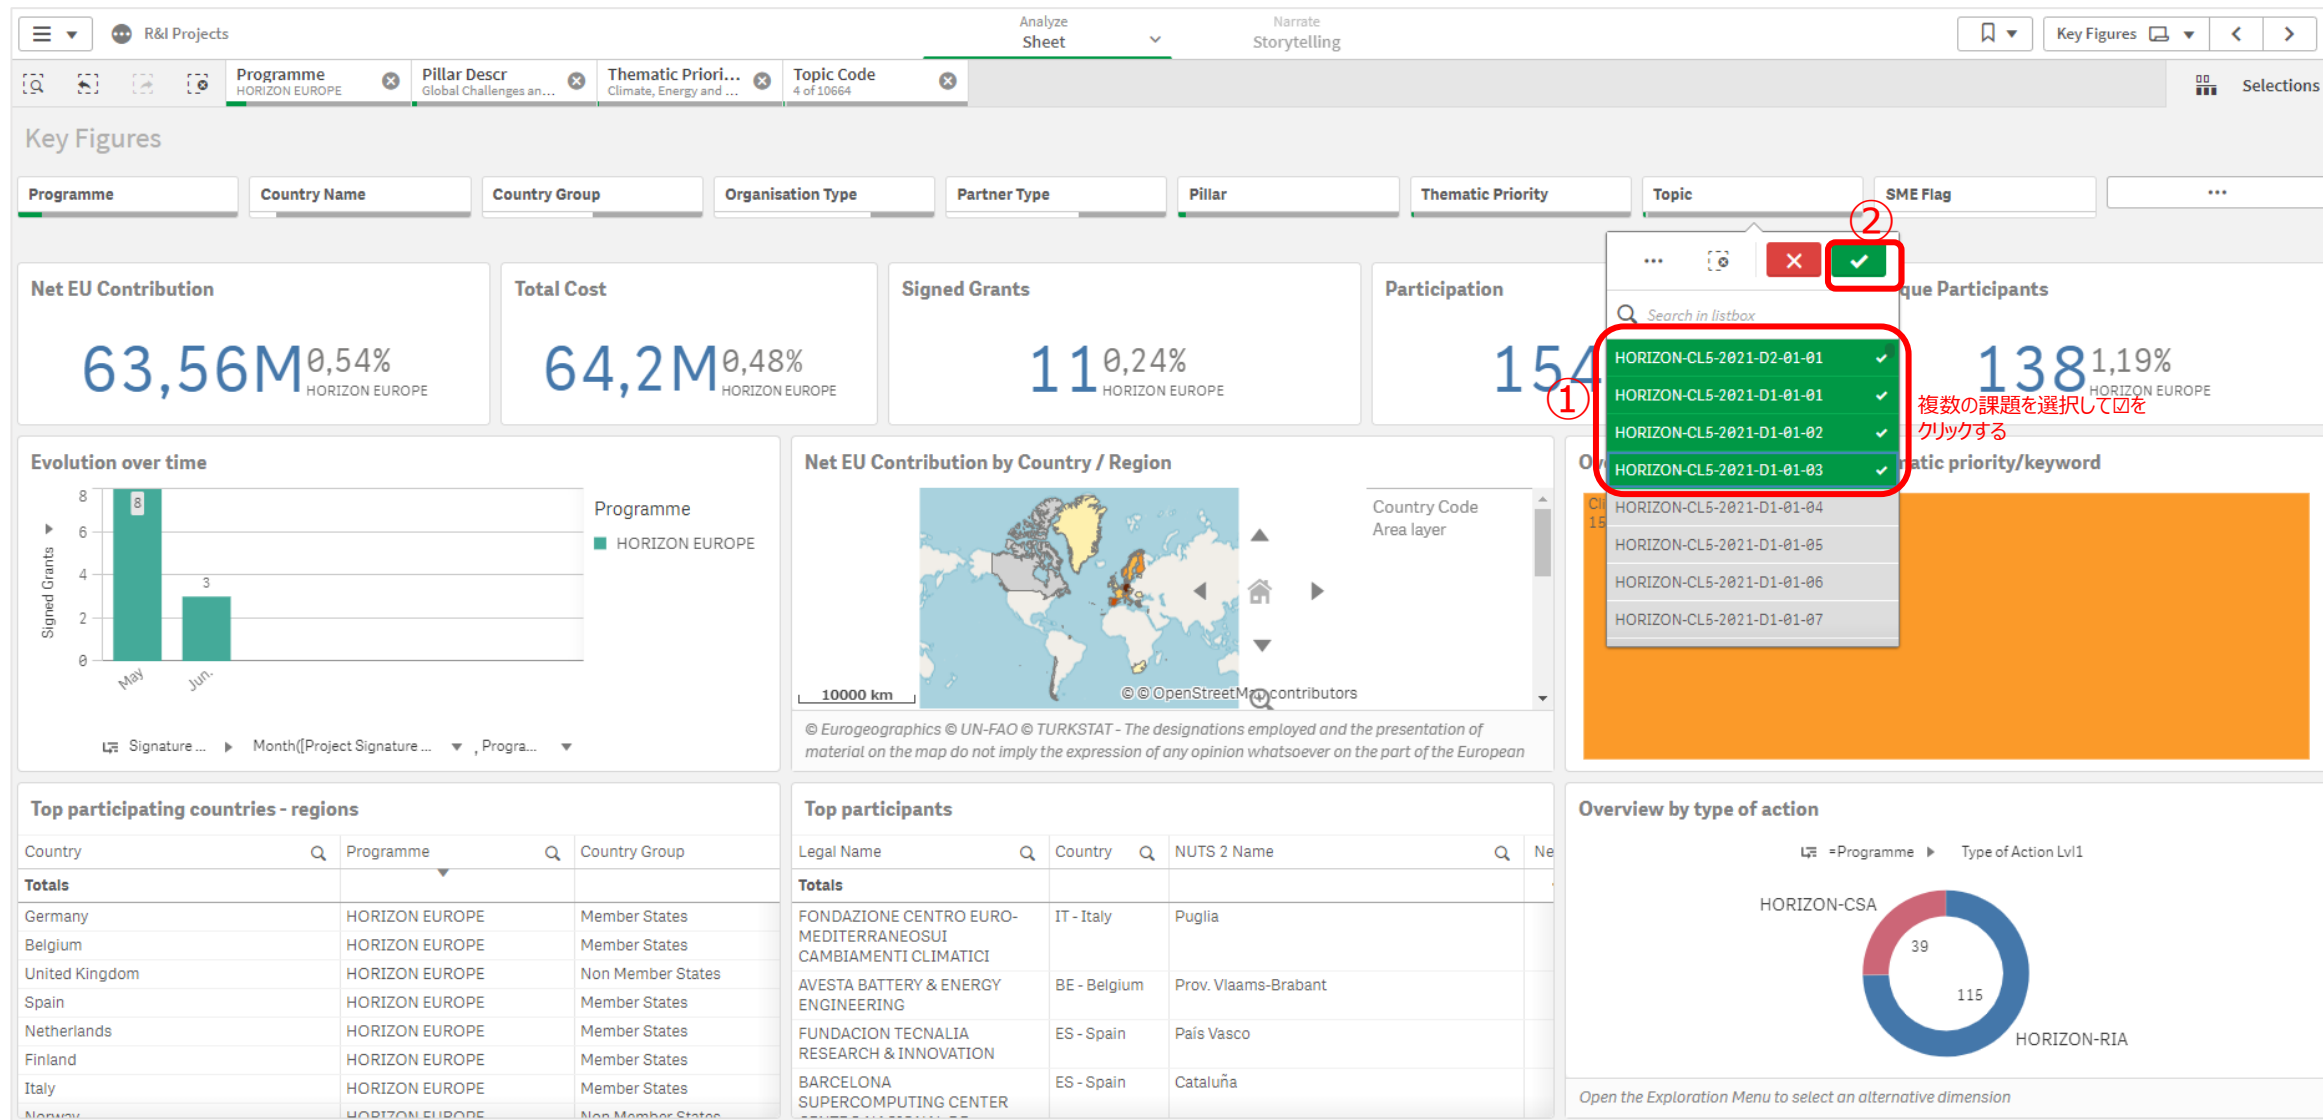 R&I Projects
Analyze
Sheet
Narrate
Storytelling
Key Figures
Programme
HORIZON EUROPE
Pillar Descr
Global Challenges an...
Thematic Priori...
Climate, Energy and ...
Topic Code
4 of 10664
Selections
Key Figures
Programme
Country Name
Country Group
Organisation Type
Partner Type
Pillar
Thematic Priority
Topic
SME Flag
...
②
...
Net EU Contribution
63,56M
0,54%
HORIZON EUROPE
Total Cost
64,2M
0,48%
HORIZON EUROPE
Signed Grants
11
0,24%
HORIZON EUROPE
Participation
154
que Participants
138
1,19%
HORIZON EUROPE
Search in listbox
①
HORIZON-CL5-2021-D2-01-01
HORIZON-CL5-2021-D1-01-01
HORIZON-CL5-2021-D1-01-02
HORIZON-CL5-2021-D1-01-03
HORIZON-CL5-2021-D1-01-04
HORIZON-CL5-2021-D1-01-05
HORIZON-CL5-2021-D1-01-06
HORIZON-CL5-2021-D1-01-07
複数の課題を選択して☑を
クリックする
Evolution over time
8
6
4
2
0
Signed Grants
8
3
May
Jun.
Programme
HORIZON EUROPE
Signature ...
Month([Project Signature ...
, Progra...
Net EU Contribution by Country / Region
Country Code
Area layer
10000 km
© © OpenStreetMap contributors
© Eurogeographics © UN-FAO © TURKSTAT - The designations employed and the presentation of
material on the map do not imply the expression of any opinion whatsoever on the part of the European
Ov
atic priority/keyword
Cli
15
Top participating countries - regions
Country
Programme
Country Group
Totals
Germany HORIZON EUROPE Member States
Belgium HORIZON EUROPE Member States
United Kingdom HORIZON EUROPE Non Member States
Spain HORIZON EUROPE Member States
Netherlands HORIZON EUROPE Member States
Finland HORIZON EUROPE Member States
Italy HORIZON EUROPE Member States
Norway HORIZON EUROPE Non Member States
Top participants
Legal Name
Country
NUTS 2 Name
Ne
Totals
FONDAZIONE CENTRO EURO- IT - Italy Puglia
MEDITERRANEOSUI
CAMBIAMENTI CLIMATICI
AVESTA BATTERY & ENERGY BE - Belgium Prov. Vlaams-Brabant
ENGINEERING
FUNDACION TECNALIA ES - Spain País Vasco
RESEARCH & INNOVATION
BARCELONA ES - Spain Cataluña
SUPERCOMPUTING CENTER
Overview by type of action
=Programme
Type of Action Lvl1
HORIZON-CSA
39
115
HORIZON-RIA
Open the Exploration Menu to select an alternative dimension